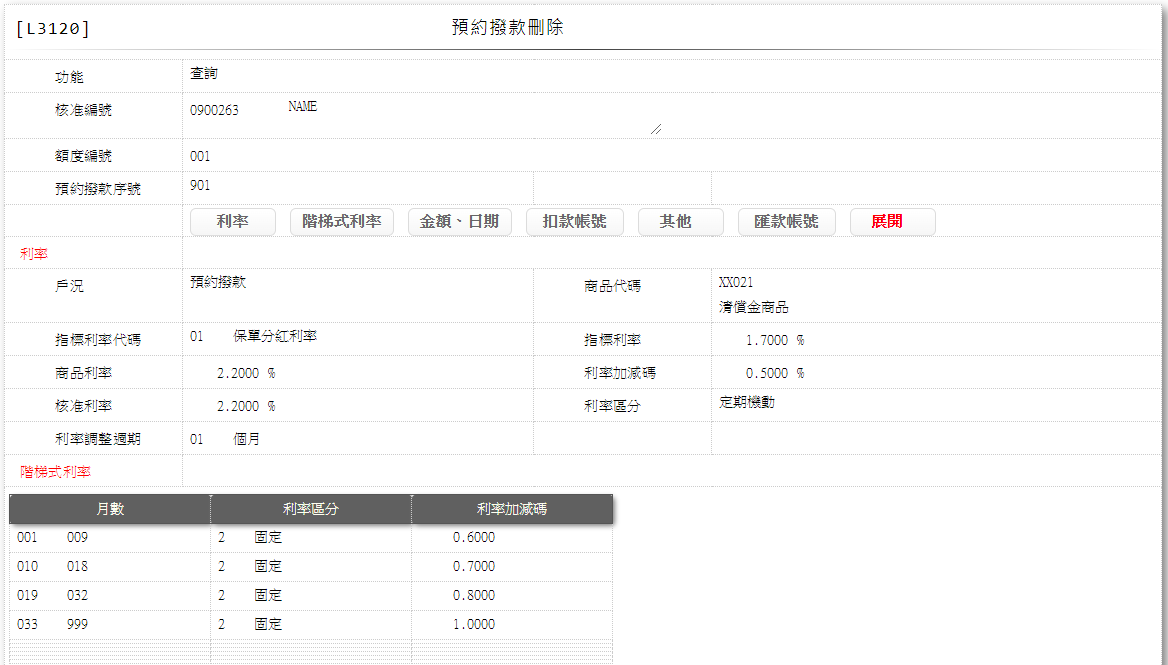 [L3120] 預約撥款刪除
功能 查詢
核准編號 0900263 NAME
額度編號 001
預約撥款序號 901
利率 階梯式利率 金額、日期 扣款帳號 其他 匯款帳號 展開
利率
戶況 預約撥款 商品代碼 XX021
清償金商品
指標利率代碼 01 保單分紅利率 指標利率 1.7000 %
商品利率 2.2000 % 利率加減碼 0.5000 %
核准利率 2.2000 % 利率區分 定期機動
利率調整週期 01 個月
階梯式利率
月數 利率區分 利率加減碼
001 009 2 固定 0.6000
010 018 2 固定 0.7000
019 032 2 固定 0.8000
033 999 2 固定 1.0000